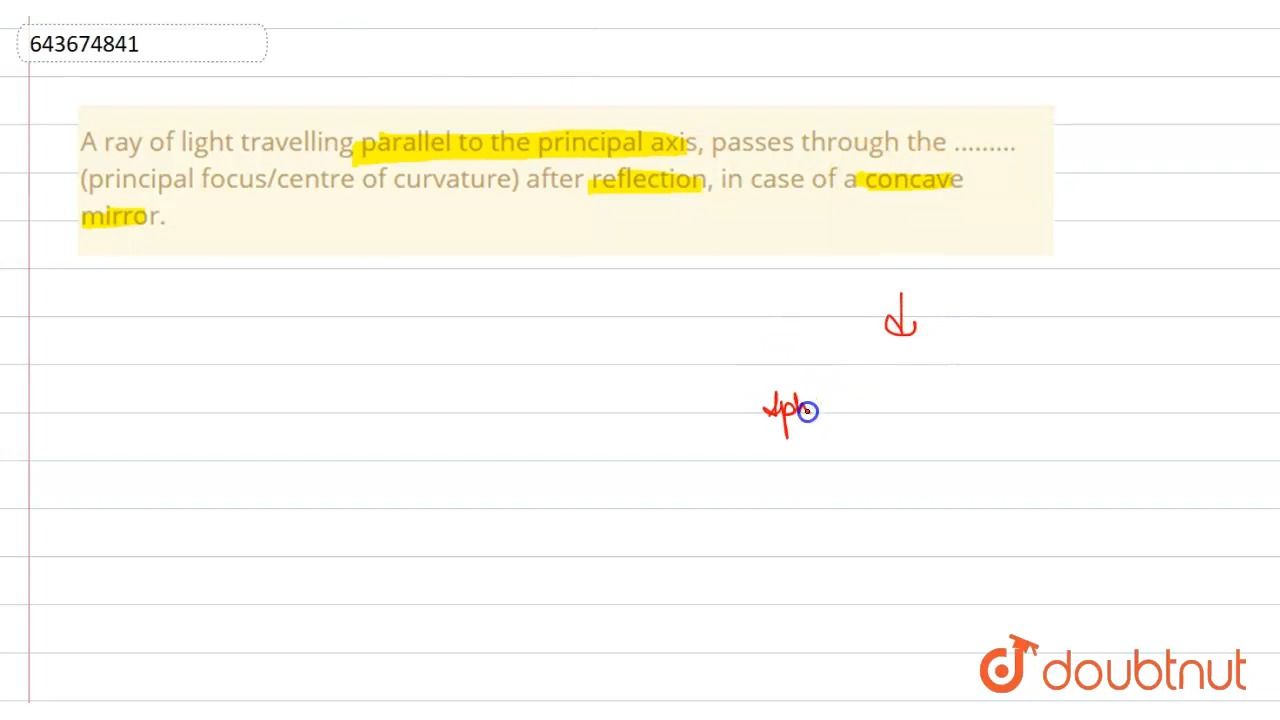 643674841
A ray of light travelling parallel to the principal axis, passes through the .........
(principal focus/centre of curvature) after reflection, in case of a concave
mirror.
sph
doubtnut